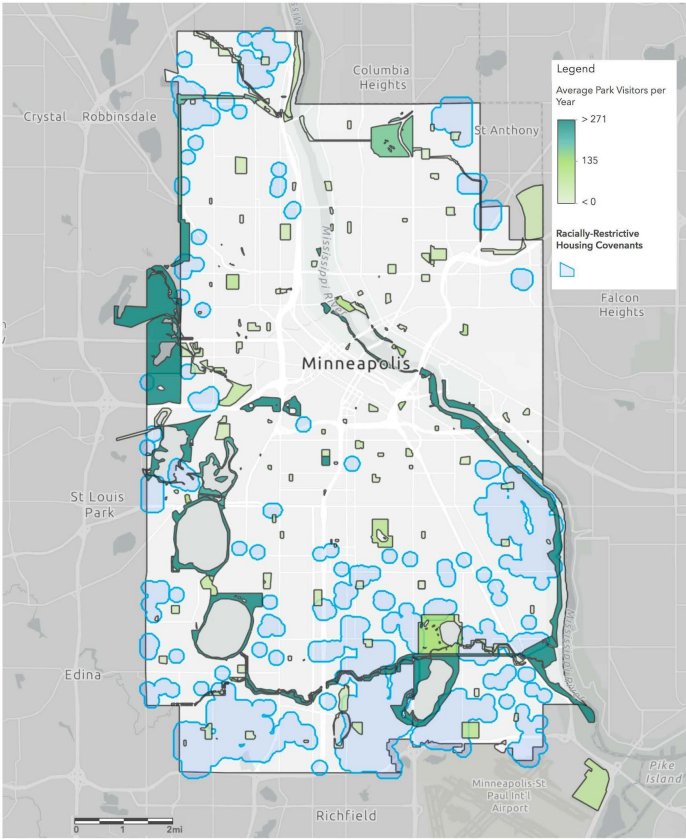 Columbia
Heights
Crystal
Robbinsdale
St Anthony
Legend
Average Park Visitors per
Year
> 271
135
< 0
Racially-Restrictive
Housing Covenants
Mississippi River
Falcon
Heights
Minneapolis
St Louis
Park
Edina
Minneapolis-St
Paul Int'l
Airport
Pike
Island
Richfield
0 1 2mi